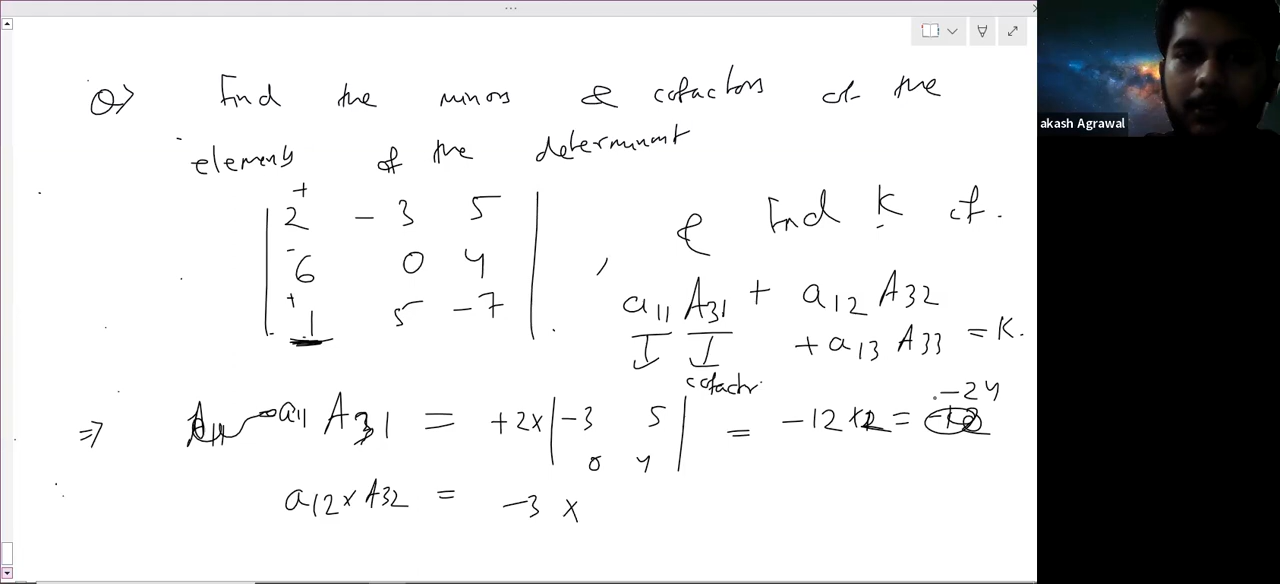 Q> Find the minors & cofactors of the
elements of the determinant
+
2 -3 5
-
6 0 4
+
1 5 -7
, & Find K if.
a11 A31 + a12 A32
+ a13 A33 = K.
cofactr.
⇒ a11 A31 = +2x | -3 5 | = -12 x 2 = -24
0 4
a12 x A32 = -3 x
akash Agrawal